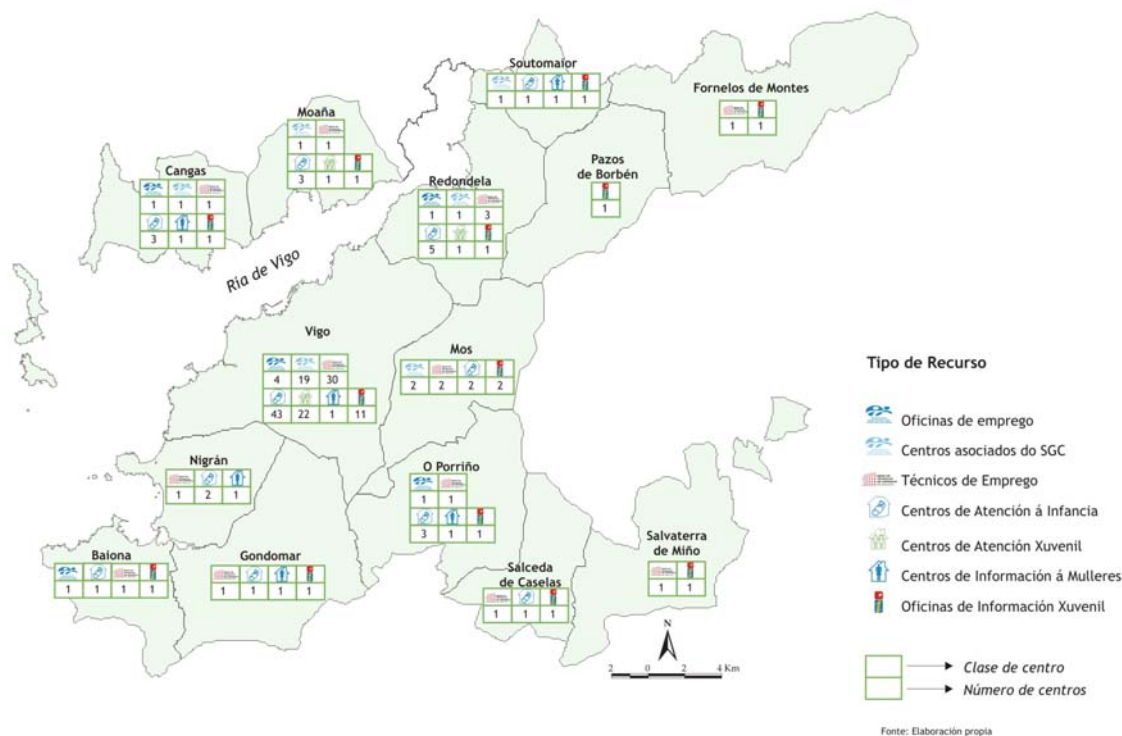 Soutomaior
1 1 1 1
Fornelos de Montes
1 1
Moaña
1 1
3 1 1
Pazos
de Borbén
1
Cangas
1 1 1
3 1 1
Redondela
1 1 3
5 1 1
Ria de Vigo
Vigo
4 19 30
43 22 1 11
Mos
2 2 2 2
Nigrán
1 2 1
O Porriño
1 1
3 1 1
Baiona
1 1 1 1
Gondomar
1 1 1 1
Salceda
de Caselas
1 1 1
Salvaterra
de Miño
1 1
N
2 0 2 4 Km
Tipo de Recurso
Oficinas de emprego
Centros asociados do SGC
Técnicos de Emprego
Centros de Atención á Infancia
Centros de Atención Xuvenil
Centros de Información á Mulleres
Oficinas de Información Xuvenil
Clase de centro
Número de centros
Fonte: Elaboración propia